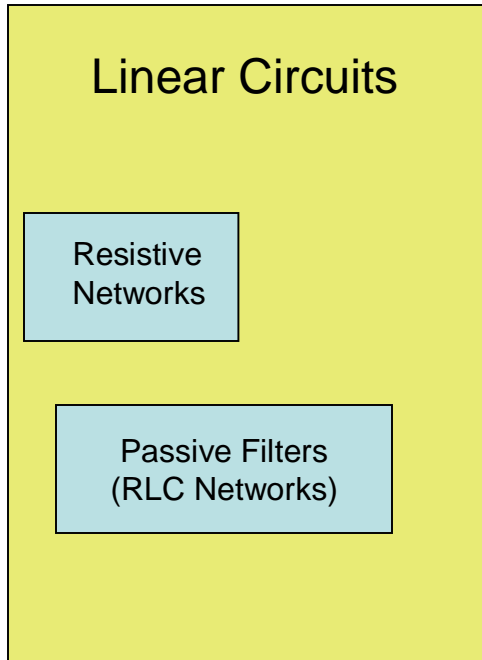 Linear Circuits
Resistive
Networks
Passive Filters
(RLC Networks)